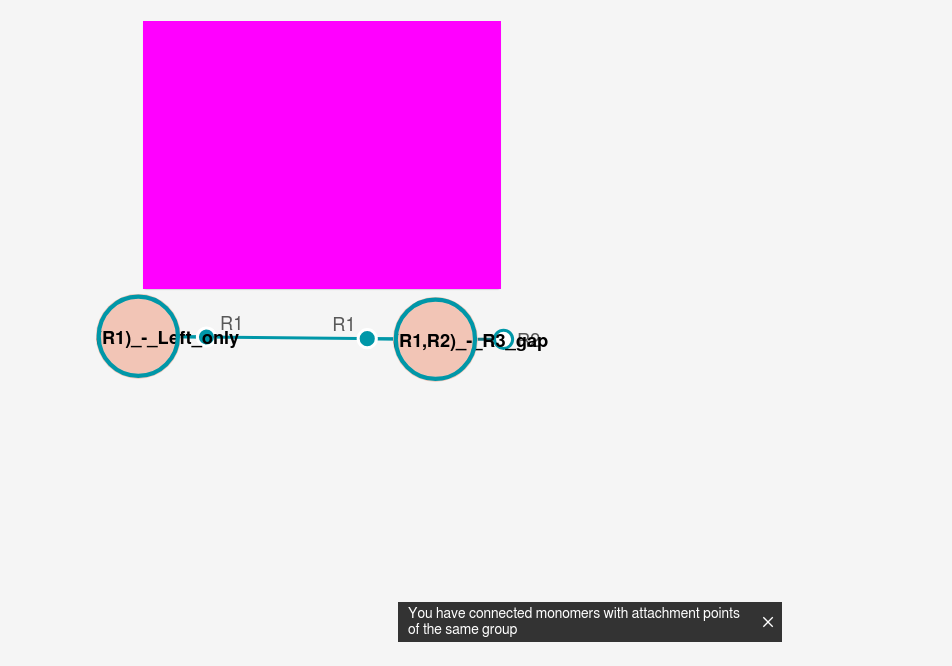 R1
R1
R1)_-_Left_only
R1,R2)_-_R3_gap
R2
You have connected monomers with attachment points
of the same group